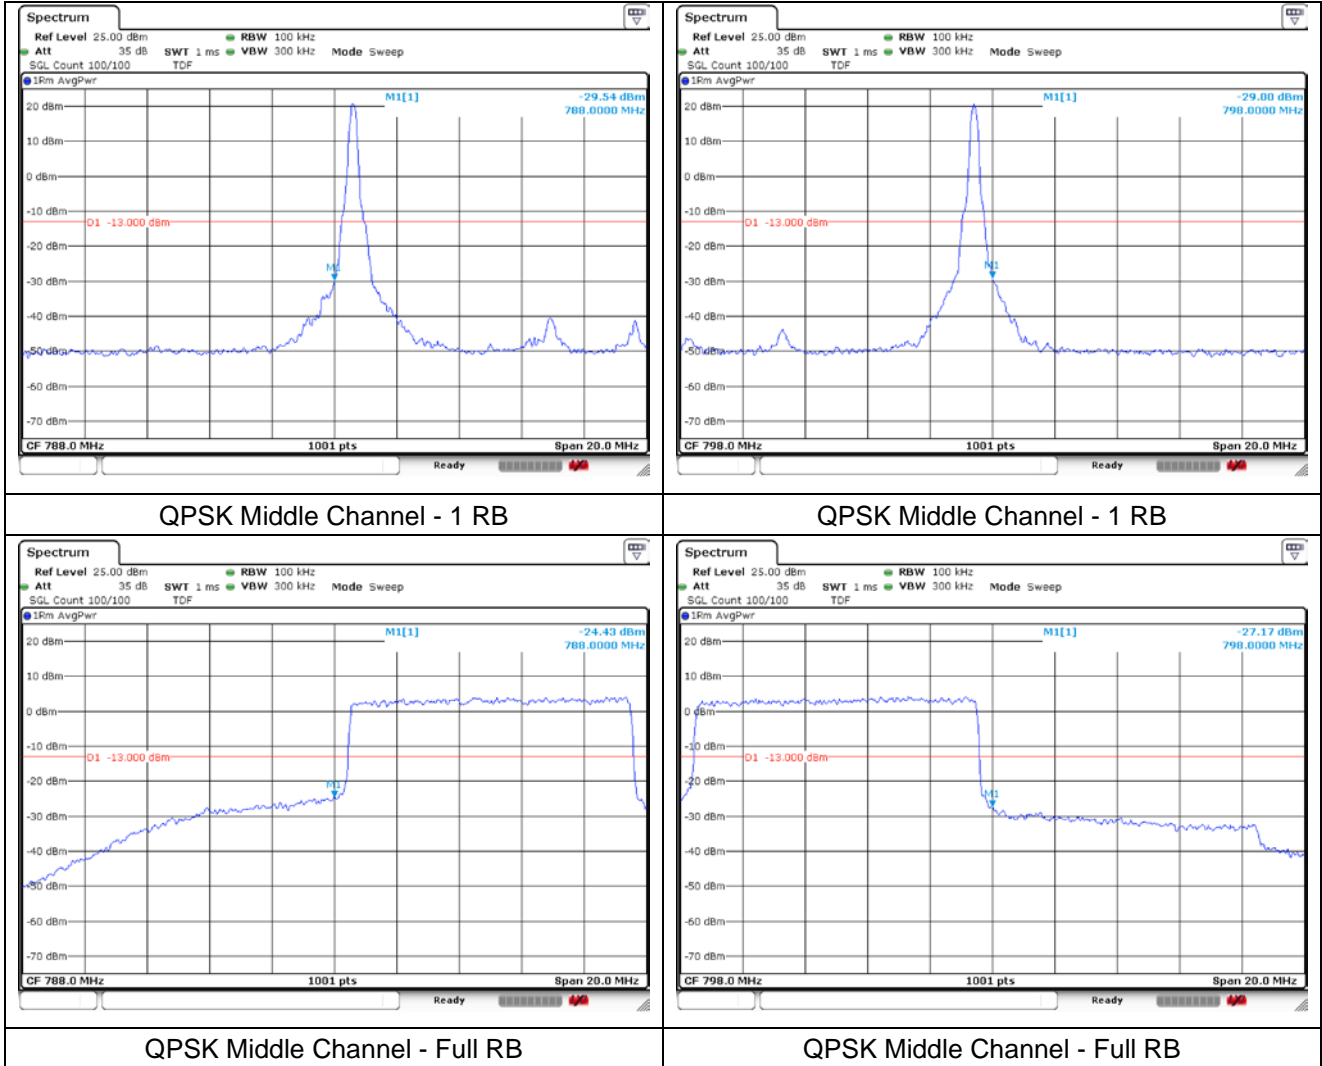 Spectrum
Ref Level 25.00 dBm RBW 100 kHz
Att 35 dB SWT 1 ms VBW 300 kHz Mode Sweep
SGL Count 100/100 TDF
1Rm AvgPwr
M1[1] -29.54 dBm
788.0000 MHz
20 dBm
10 dBm
0 dBm
-10 dBm
D1 -13.000 dBm
-20 dBm
M1
-30 dBm
-40 dBm
-50 dBm
-60 dBm
-70 dBm
CF 788.0 MHz 1001 pts Span 20.0 MHz
Ready
QPSK Middle Channel - 1 RB
Spectrum
Ref Level 25.00 dBm RBW 100 kHz
Att 35 dB SWT 1 ms VBW 300 kHz Mode Sweep
SGL Count 100/100 TDF
1Rm AvgPwr
M1[1] -29.00 dBm
798.0000 MHz
20 dBm
10 dBm
0 dBm
-10 dBm
D1 -13.000 dBm
-20 dBm
M1
-30 dBm
-40 dBm
-50 dBm
-60 dBm
-70 dBm
CF 798.0 MHz 1001 pts Span 20.0 MHz
Ready
QPSK Middle Channel - 1 RB
Spectrum
Ref Level 25.00 dBm RBW 100 kHz
Att 35 dB SWT 1 ms VBW 300 kHz Mode Sweep
SGL Count 100/100 TDF
1Rm AvgPwr
M1[1] -24.43 dBm
788.0000 MHz
20 dBm
10 dBm
0 dBm
-10 dBm
D1 -13.000 dBm
-20 dBm
M1
-30 dBm
-40 dBm
-50 dBm
-60 dBm
-70 dBm
CF 788.0 MHz 1001 pts Span 20.0 MHz
Ready
QPSK Middle Channel - Full RB
Spectrum
Ref Level 25.00 dBm RBW 100 kHz
Att 35 dB SWT 1 ms VBW 300 kHz Mode Sweep
SGL Count 100/100 TDF
1Rm AvgPwr
M1[1] -27.17 dBm
798.0000 MHz
20 dBm
10 dBm
0 dBm
-10 dBm
D1 -13.000 dBm
-20 dBm
M1
-30 dBm
-40 dBm
-50 dBm
-60 dBm
-70 dBm
CF 798.0 MHz 1001 pts Span 20.0 MHz
Ready
QPSK Middle Channel - Full RB